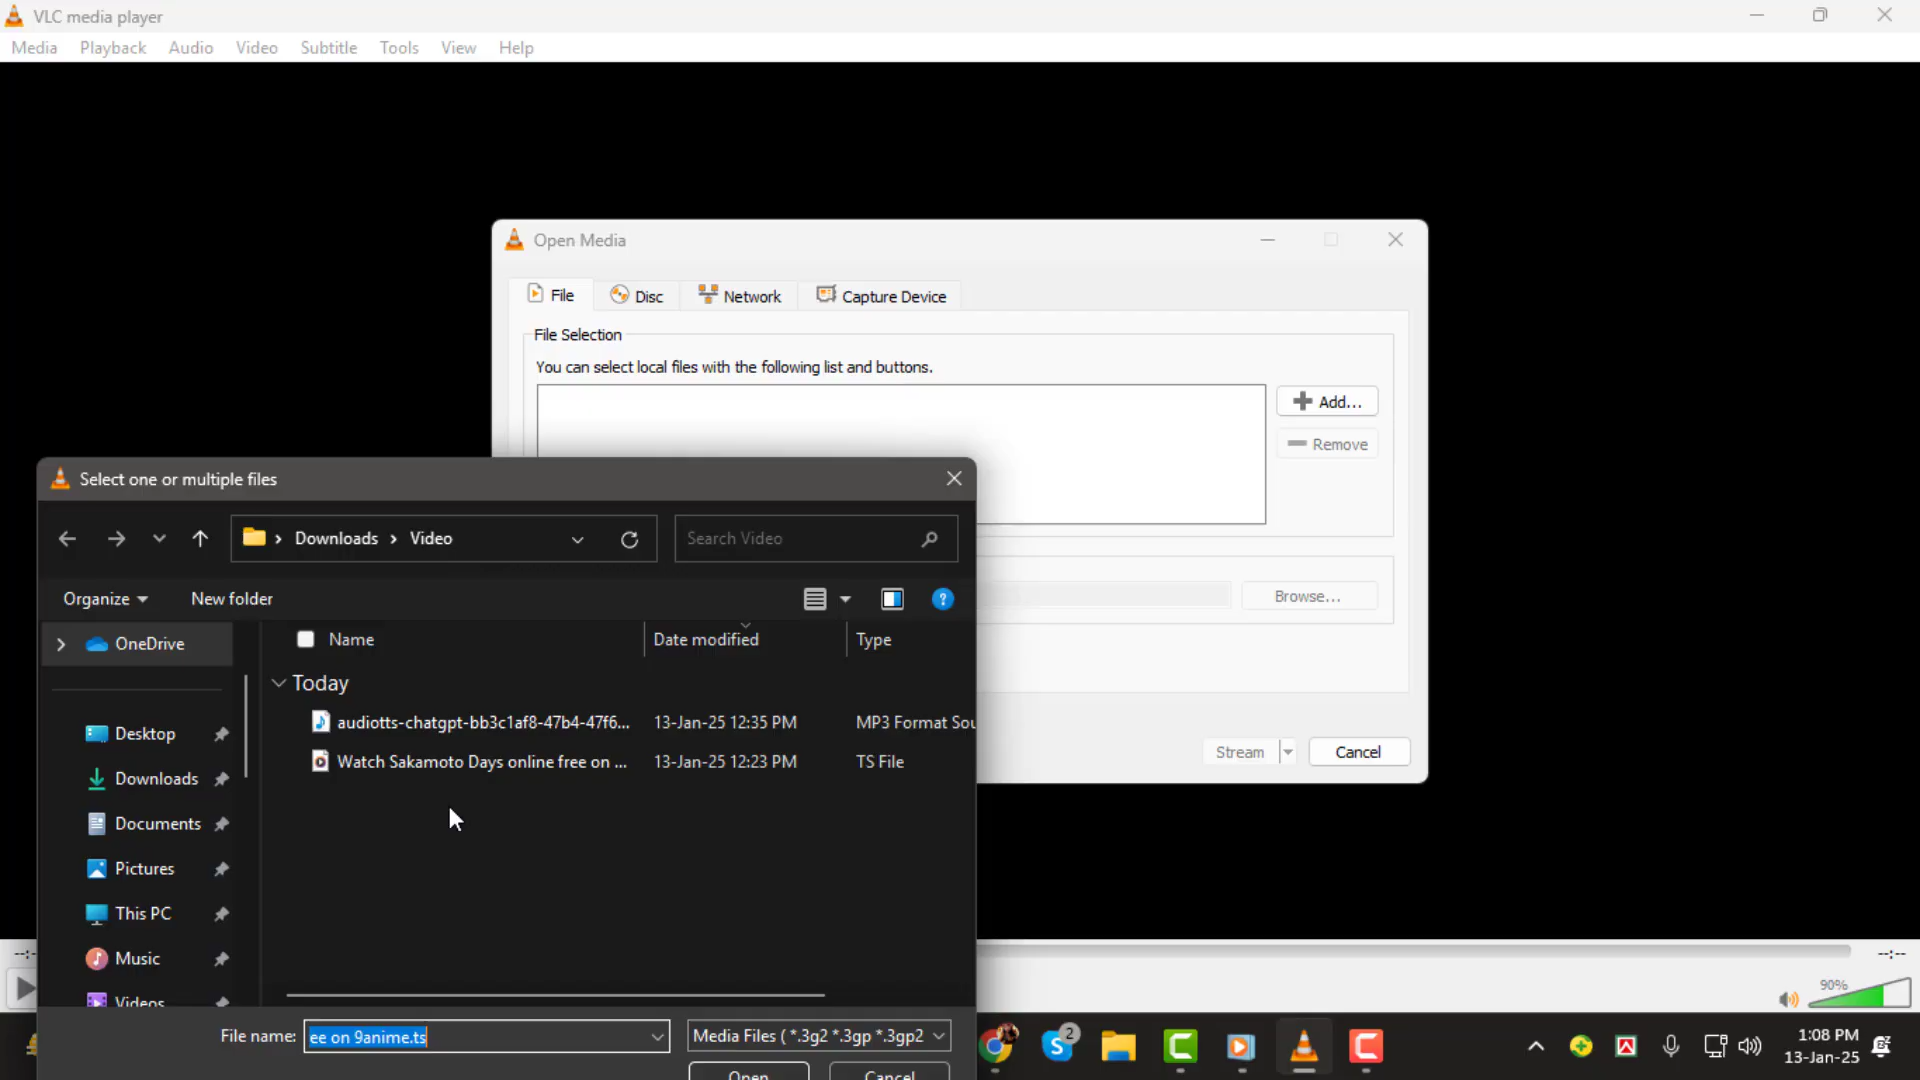 VLC media player
Media Playback Audio Video Subtitle Tools View Help
Open Media
File Disc Network Capture Device
File Selection
You can select local files with the following list and buttons.
Add...
Remove
Select one or multiple files
Downloads Video
Search Video
Organize New folder
Browse...
OneDrive
Name Date modified Type
Today
audiotts-chatgpt-bb3c1af8-47b4-47f6... 13-Jan-25 12:35 PM MP3 Format Sou
Watch Sakamoto Days online free on ... 13-Jan-25 12:23 PM TS File
Stream Cancel
Desktop
Downloads
Documents
Pictures
This PC
Music
Videos
--:--
90%
File name: ee on 9anime.ts Media Files ( *.3g2 *.3gp *.3gp2
Open Cancel
2
1:08 PM
13-Jan-25